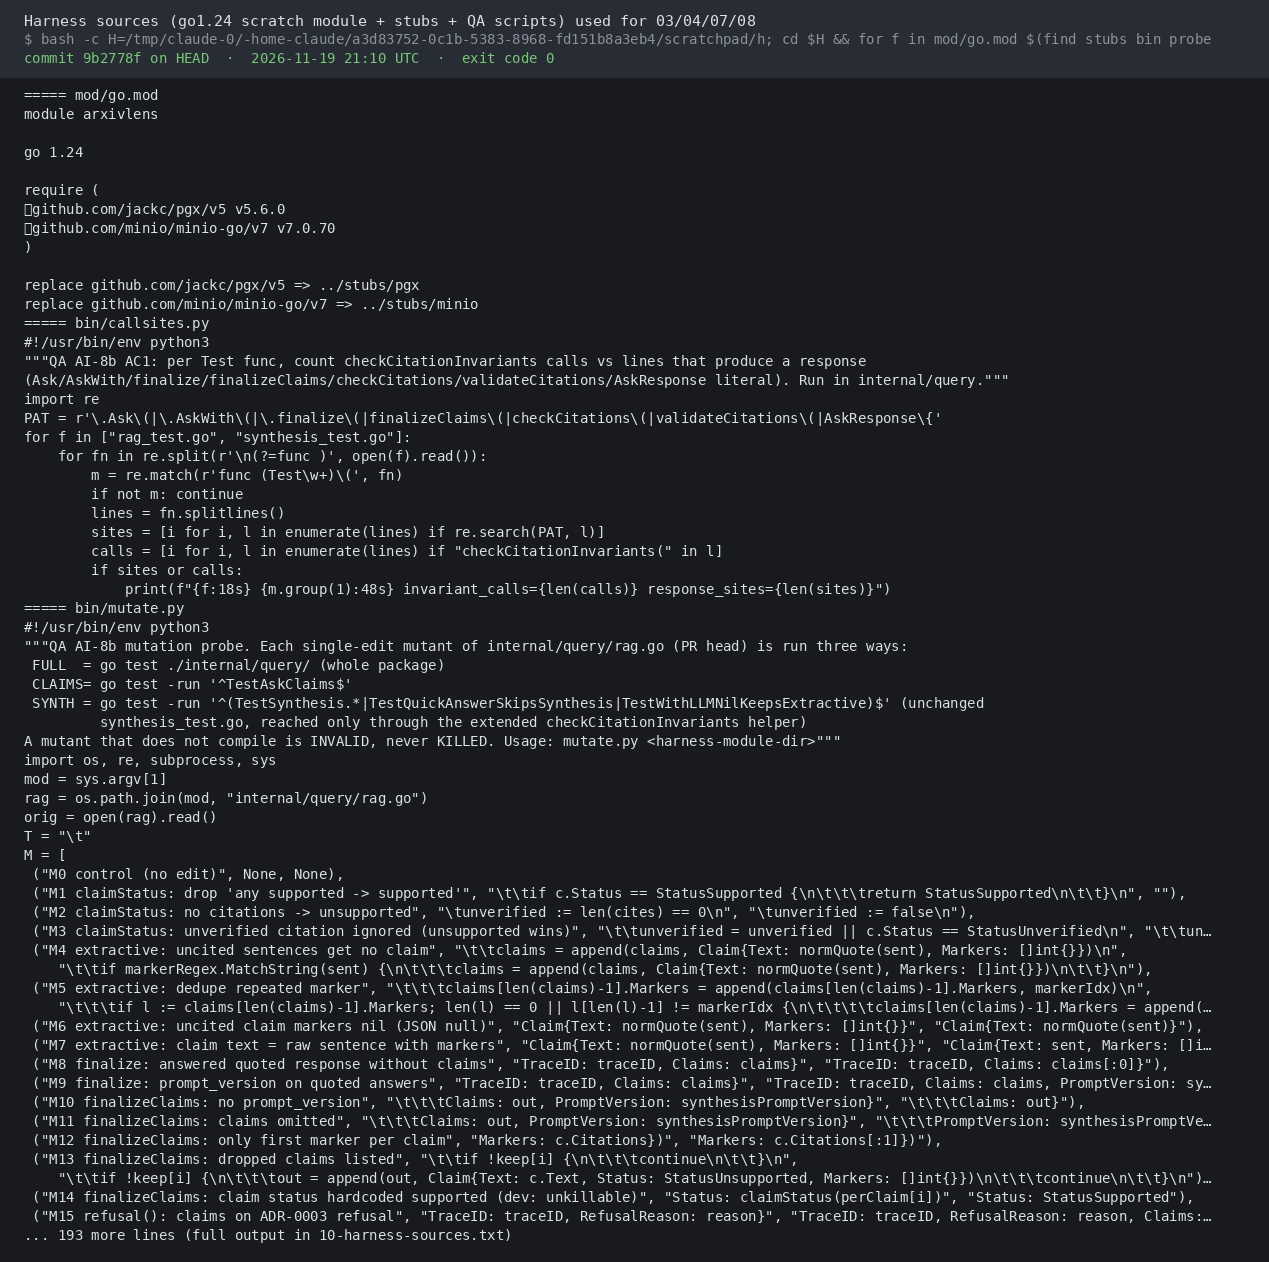 Harness sources (go1.24 scratch module + stubs + QA scripts) used for 03/04/07/08
$ bash -c H=/tmp/claude-0/-home-claude/a3d83752-0c1b-5383-8968-fd151b8a3eb4/scratchpad/h; cd $H && for f in mod/go.mod $(find stubs bin probe
commit 9b2778f on HEAD  ·  2026-11-19 21:10 UTC  ·  exit code 0
===== mod/go.mod
module arxivlens

go 1.24

require (
	github.com/jackc/pgx/v5 v5.6.0
	github.com/minio/minio-go/v7 v7.0.70
)

replace github.com/jackc/pgx/v5 => ../stubs/pgx
replace github.com/minio/minio-go/v7 => ../stubs/minio
===== bin/callsites.py
#!/usr/bin/env python3
"""QA AI-8b AC1: per Test func, count checkCitationInvariants calls vs lines that produce a response
(Ask/AskWith/finalize/finalizeClaims/checkCitations/validateCitations/AskResponse literal). Run in internal/query."""
import re
PAT = r'\.Ask\(|\.AskWith\(|\.finalize\(|finalizeClaims\(|checkCitations\(|validateCitations\(|AskResponse\{'
for f in ["rag_test.go", "synthesis_test.go"]:
    for fn in re.split(r'\n(?=func )', open(f).read()):
        m = re.match(r'func (Test\w+)\(', fn)
        if not m: continue
        lines = fn.splitlines()
        sites = [i for i, l in enumerate(lines) if re.search(PAT, l)]
        calls = [i for i, l in enumerate(lines) if "checkCitationInvariants(" in l]
        if sites or calls:
            print(f"{f:18s} {m.group(1):48s} invariant_calls={len(calls)} response_sites={len(sites)}")
===== bin/mutate.py
#!/usr/bin/env python3
"""QA AI-8b mutation probe. Each single-edit mutant of internal/query/rag.go (PR head) is run three ways:
 FULL  = go test ./internal/query/ (whole package)
 CLAIMS= go test -run '^TestAskClaims$'
 SYNTH = go test -run '^(TestSynthesis.*|TestQuickAnswerSkipsSynthesis|TestWithLLMNilKeepsExtractive)$' (unchanged
         synthesis_test.go, reached only through the extended checkCitationInvariants helper)
A mutant that does not compile is INVALID, never KILLED. Usage: mutate.py <harness-module-dir>"""
import os, re, subprocess, sys
mod = sys.argv[1]
rag = os.path.join(mod, "internal/query/rag.go")
orig = open(rag).read()
T = "\t"
M = [
 ("M0 control (no edit)", None, None),
 ("M1 claimStatus: drop 'any supported -> supported'", "\t\tif c.Status == StatusSupported {\n\t\t\treturn StatusSupported\n\t\t}\n", ""),
 ("M2 claimStatus: no citations -> unsupported", "\tunverified := len(cites) == 0\n", "\tunverified := false\n"),
 ("M3 claimStatus: unverified citation ignored (unsupported wins)", "\t\tunverified = unverified || c.Status == StatusUnverified\n", "\t\tun…
 ("M4 extractive: uncited sentences get no claim", "\t\tclaims = append(claims, Claim{Text: normQuote(sent), Markers: []int{}})\n",
    "\t\tif markerRegex.MatchString(sent) {\n\t\t\tclaims = append(claims, Claim{Text: normQuote(sent), Markers: []int{}})\n\t\t}\n"),
 ("M5 extractive: dedupe repeated marker", "\t\t\tclaims[len(claims)-1].Markers = append(claims[len(claims)-1].Markers, markerIdx)\n",
    "\t\t\tif l := claims[len(claims)-1].Markers; len(l) == 0 || l[len(l)-1] != markerIdx {\n\t\t\t\tclaims[len(claims)-1].Markers = append(…
 ("M6 extractive: uncited claim markers nil (JSON null)", "Claim{Text: normQuote(sent), Markers: []int{}}", "Claim{Text: normQuote(sent)}"),
 ("M7 extractive: claim text = raw sentence with markers", "Claim{Text: normQuote(sent), Markers: []int{}}", "Claim{Text: sent, Markers: []i…
 ("M8 finalize: answered quoted response without claims", "TraceID: traceID, Claims: claims}", "TraceID: traceID, Claims: claims[:0]}"),
 ("M9 finalize: prompt_version on quoted answers", "TraceID: traceID, Claims: claims}", "TraceID: traceID, Claims: claims, PromptVersion: sy…
 ("M10 finalizeClaims: no prompt_version", "\t\t\tClaims: out, PromptVersion: synthesisPromptVersion}", "\t\t\tClaims: out}"),
 ("M11 finalizeClaims: claims omitted", "\t\t\tClaims: out, PromptVersion: synthesisPromptVersion}", "\t\t\tPromptVersion: synthesisPromptVe…
 ("M12 finalizeClaims: only first marker per claim", "Markers: c.Citations})", "Markers: c.Citations[:1]})"),
 ("M13 finalizeClaims: dropped claims listed", "\t\tif !keep[i] {\n\t\t\tcontinue\n\t\t}\n",
    "\t\tif !keep[i] {\n\t\t\tout = append(out, Claim{Text: c.Text, Status: StatusUnsupported, Markers: []int{}})\n\t\t\tcontinue\n\t\t}\n")…
 ("M14 finalizeClaims: claim status hardcoded supported (dev: unkillable)", "Status: claimStatus(perClaim[i])", "Status: StatusSupported"),
 ("M15 refusal(): claims on ADR-0003 refusal", "TraceID: traceID, RefusalReason: reason}", "TraceID: traceID, RefusalReason: reason, Claims:…
... 193 more lines (full output in 10-harness-sources.txt)